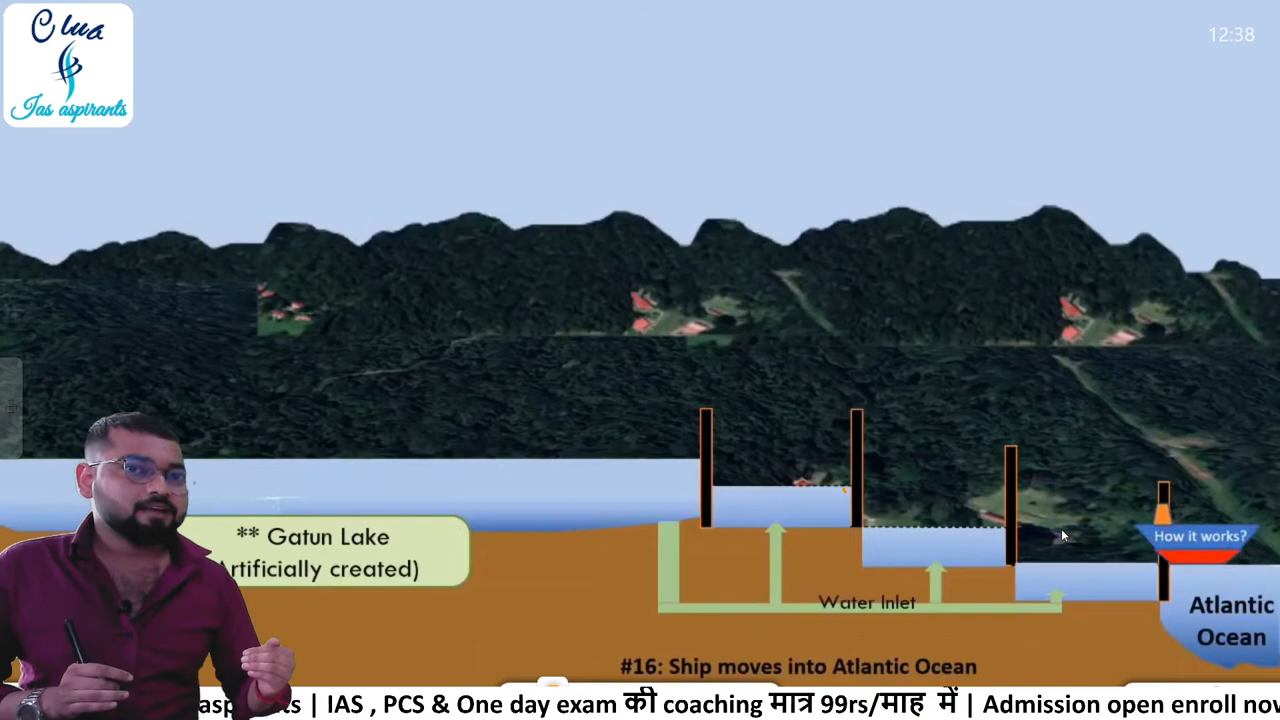 Clua
Ias aspirants
12:38
** Gatun Lake
Artificially created)
How it works?
Water Inlet
Atlantic
Ocean
#16: Ship moves into Atlantic Ocean
| IAS , PCS & One day exam की coaching मात्र 99rs/माह में | Admission open enroll now